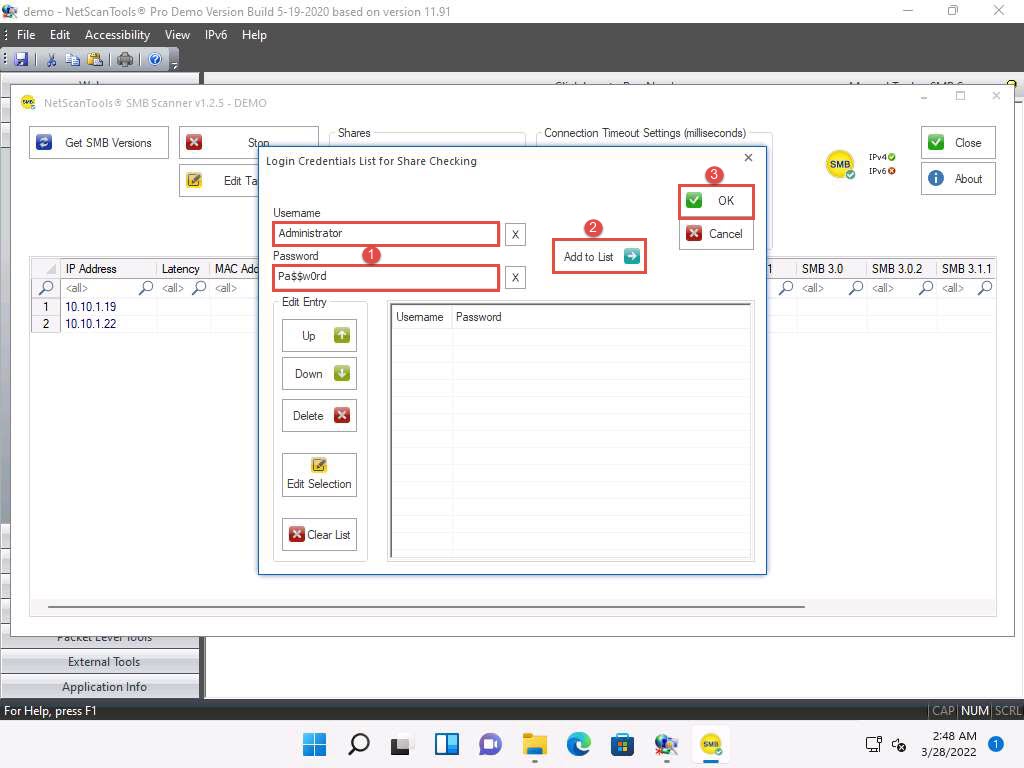 demo - NetScanTools® Pro Demo Version Build 5-19-2020 based on version 11.91
File Edit Accessibility View IPv6 Help
NetScanTools® SMB Scanner v1.2.5 - DEMO
Get SMB Versions
Stop
Shares
Connection Timeout Settings (milliseconds)
SMB
IPv4
IPv6
Close
Edit Ta
About
Login Credentials List for Share Checking
3
OK
Username
Administrator
X
2
Cancel
Password
1
Add to List
Pa$$w0rd
X
IP Address Latency MAC Add 1 SMB 3.0 SMB 3.0.2 SMB 3.1.1
<all> <all> <all> <all> <all> <all>
1 10.10.1.19
2 10.10.1.22
Edit Entry
Up
Down
Delete
Edit Selection
Clear List
Username Password
Packet Level Tools
External Tools
Application Info
For Help, press F1
CAP NUM SCRL
SMB
2:48 AM
3/28/2022
1